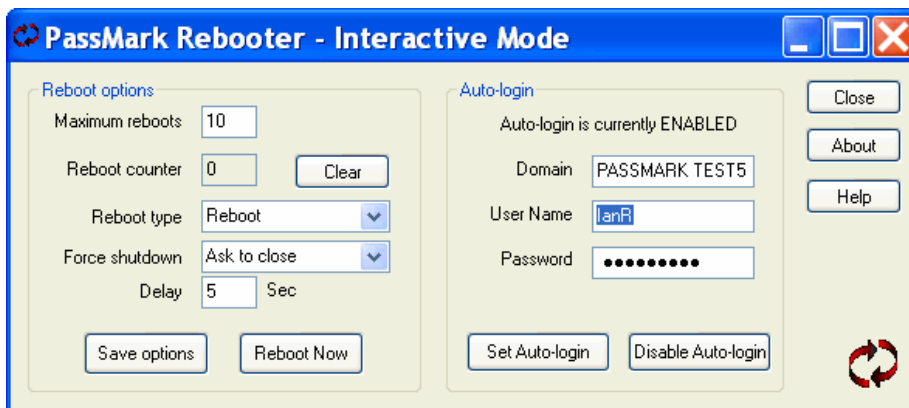 PassMark Rebooter - Interactive Mode
Reboot options
Maximum reboots 10
Reboot counter 0 Clear
Reboot type Reboot
Force shutdown Ask to close
Delay 5 Sec
Save options Reboot Now
Auto-login
Auto-login is currently ENABLED
Domain PASSMARK TEST5
User Name IanR
Password •••••••••
Set Auto-login Disable Auto-login
Close
About
Help